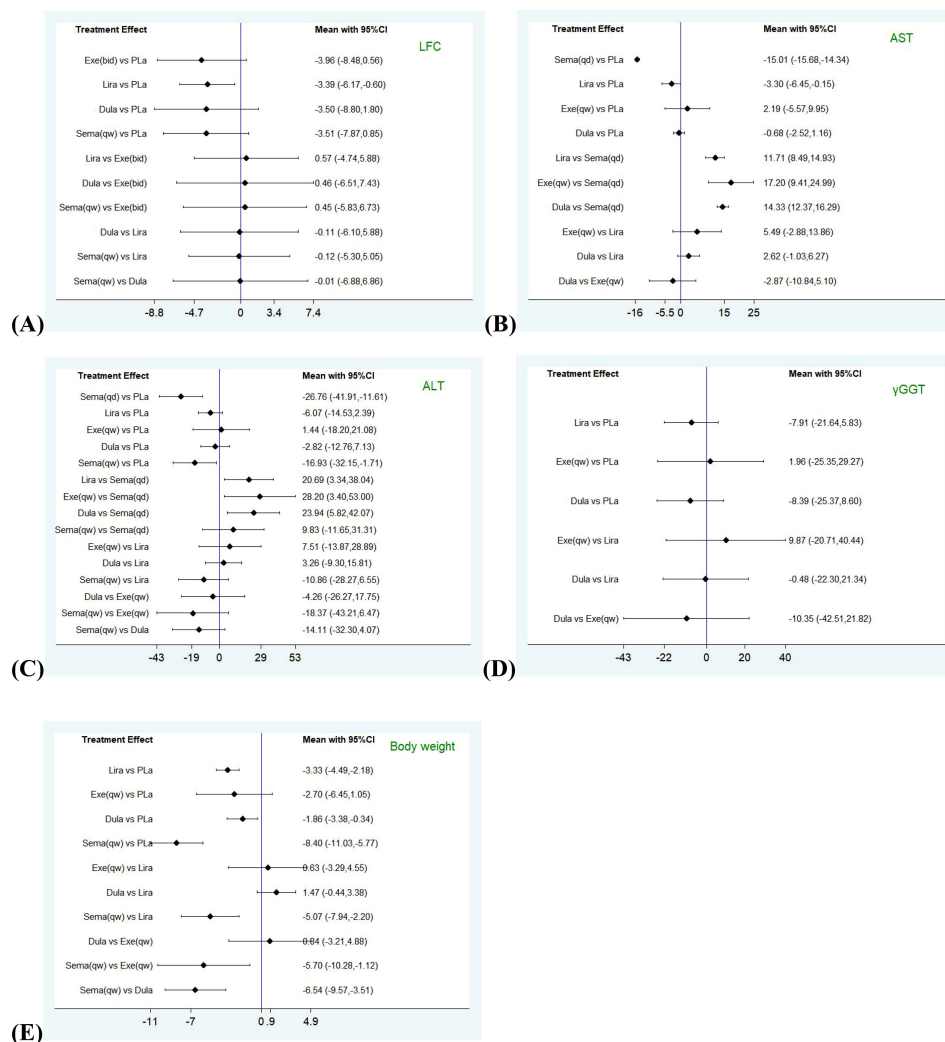 Treatment Effect Mean with 95%CI
LFC
Exe(bid) vs PLa -3.96 (-8.48,0.56)
Lira vs PLa -3.39 (-6.17,-0.60)
Dula vs PLa -3.50 (-8.80,1.80)
Sema(qw) vs PLa -3.51 (-7.87,0.85)
Lira vs Exe(bid) 0.57 (-4.74,5.88)
Dula vs Exe(bid) 0.46 (-6.51,7.43)
Sema(qw) vs Exe(bid) 0.45 (-5.83,6.73)
Dula vs Lira -0.11 (-6.10,5.88)
Sema(qw) vs Lira -0.12 (-5.30,5.05)
Sema(qw) vs Dula -0.01 (-6.88,6.86)
-8.8 -4.7 0 3.4 7.4
(A)
Treatment Effect Mean with 95%CI
AST
Sema(qd) vs PLa -15.01 (-15.68,-14.34)
Lira vs PLa -3.30 (-6.45,-0.15)
Exe(qw) vs PLa 2.19 (-5.57,9.95)
Dula vs PLa -0.68 (-2.52,1.16)
Lira vs Sema(qd) 11.71 (8.49,14.93)
Exe(qw) vs Sema(qd) 17.20 (9.41,24.99)
Dula vs Sema(qd) 14.33 (12.37,16.29)
Exe(qw) vs Lira 5.49 (-2.88,13.86)
Dula vs Lira 2.62 (-1.03,6.27)
Dula vs Exe(qw) -2.87 (-10.84,5.10)
-16 -5.5 0 15 25
(B)
Treatment Effect Mean with 95%CI
ALT
Sema(qd) vs PLa -26.76 (-41.91,-11.61)
Lira vs PLa -6.07 (-14.53,2.39)
Exe(qw) vs PLa 1.44 (-18.20,21.08)
Dula vs PLa -2.82 (-12.76,7.13)
Sema(qw) vs PLa -16.93 (-32.15,-1.71)
Lira vs Sema(qd) 20.69 (3.34,38.04)
Exe(qw) vs Sema(qd) 28.20 (3.40,53.00)
Dula vs Sema(qd) 23.94 (5.82,42.07)
Sema(qw) vs Sema(qd) 9.83 (-11.65,31.31)
Exe(qw) vs Lira 7.51 (-13.87,28.89)
Dula vs Lira 3.26 (-9.30,15.81)
Sema(qw) vs Lira -10.86 (-28.27,6.55)
Dula vs Exe(qw) -4.26 (-26.27,17.75)
Sema(qw) vs Exe(qw) -18.37 (-43.21,6.47)
Sema(qw) vs Dula -14.11 (-32.30,4.07)
-43 -19 0 29 53
(C)
Treatment Effect Mean with 95%CI
γGGT
Lira vs PLa -7.91 (-21.64,5.83)
Exe(qw) vs PLa 1.96 (-25.35,29.27)
Dula vs PLa -8.39 (-25.37,8.60)
Exe(qw) vs Lira 9.87 (-20.71,40.44)
Dula vs Lira -0.48 (-22.30,21.34)
Dula vs Exe(qw) -10.35 (-42.51,21.82)
-43 -22 0 20 40
(D)
Treatment Effect Mean with 95%CI
Body weight
Lira vs PLa -3.33 (-4.49,-2.18)
Exe(qw) vs PLa -2.70 (-6.45,1.05)
Dula vs PLa -1.86 (-3.38,-0.34)
Sema(qw) vs PLa -8.40 (-11.03,-5.77)
Exe(qw) vs Lira 0.63 (-3.29,4.55)
Dula vs Lira 1.47 (-0.44,3.38)
Sema(qw) vs Lira -5.07 (-7.94,-2.20)
Dula vs Exe(qw) 0.84 (-3.21,4.88)
Sema(qw) vs Exe(qw) -5.70 (-10.28,-1.12)
Sema(qw) vs Dula -6.54 (-9.57,-3.51)
-11 -7 0 .9 4.9
(E)